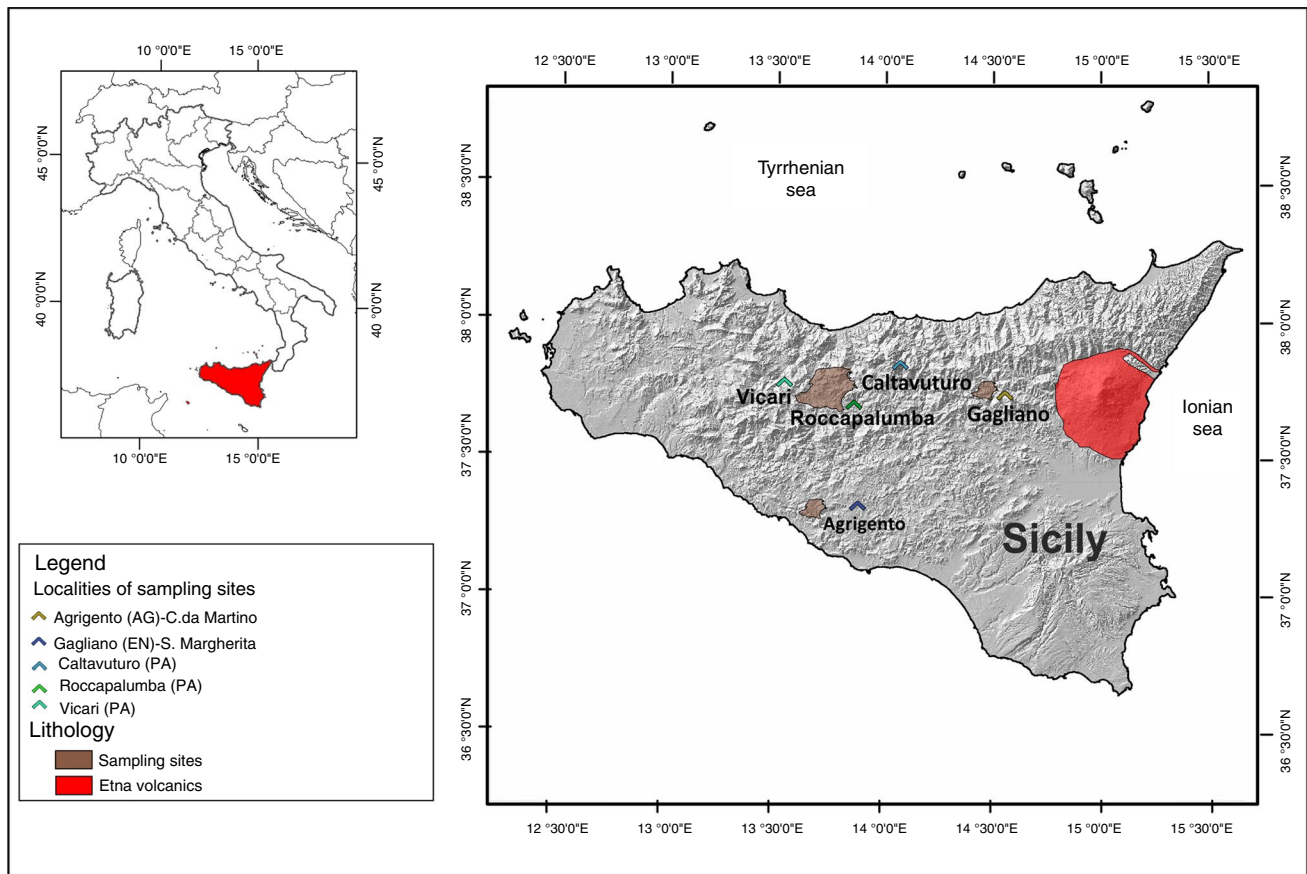 10 °0'0"E 15 °0'0"E
45 °0'0"N
40 °0'0"N
45 °0'0"N
40 °0'0"N
10 °0'0"E 15 °0'0"E
12 °30'0"E 13 °0'0"E 13 °30'0"E 14 °0'0"E 14 °30'0"E 15 °0'0"E 15 °30'0"E
38 °30'0"N
38 °0'0"N
37 °30'0"N
37 °0'0"N
36 °30'0"N
Tyrrhenian
sea
Ionian
sea
Vicari
Caltavuturo
Roccapalumba
Gagliano
Agrigento
Sicily
38 °30'0"N
38 °0'0"N
37 °30'0"N
37 °0'0"N
36 °30'0"N
12 °30'0"E 13 °0'0"E 13 °30'0"E 14 °0'0"E 14 °30'0"E 15 °0'0"E 15 °30'0"E
Legend
Localities of sampling sites
Agrigento (AG)-C.da Martino
Gagliano (EN)-S. Margherita
Caltavuturo (PA)
Roccapalumba (PA)
Vicari (PA)
Lithology
Sampling sites
Etna volcanics